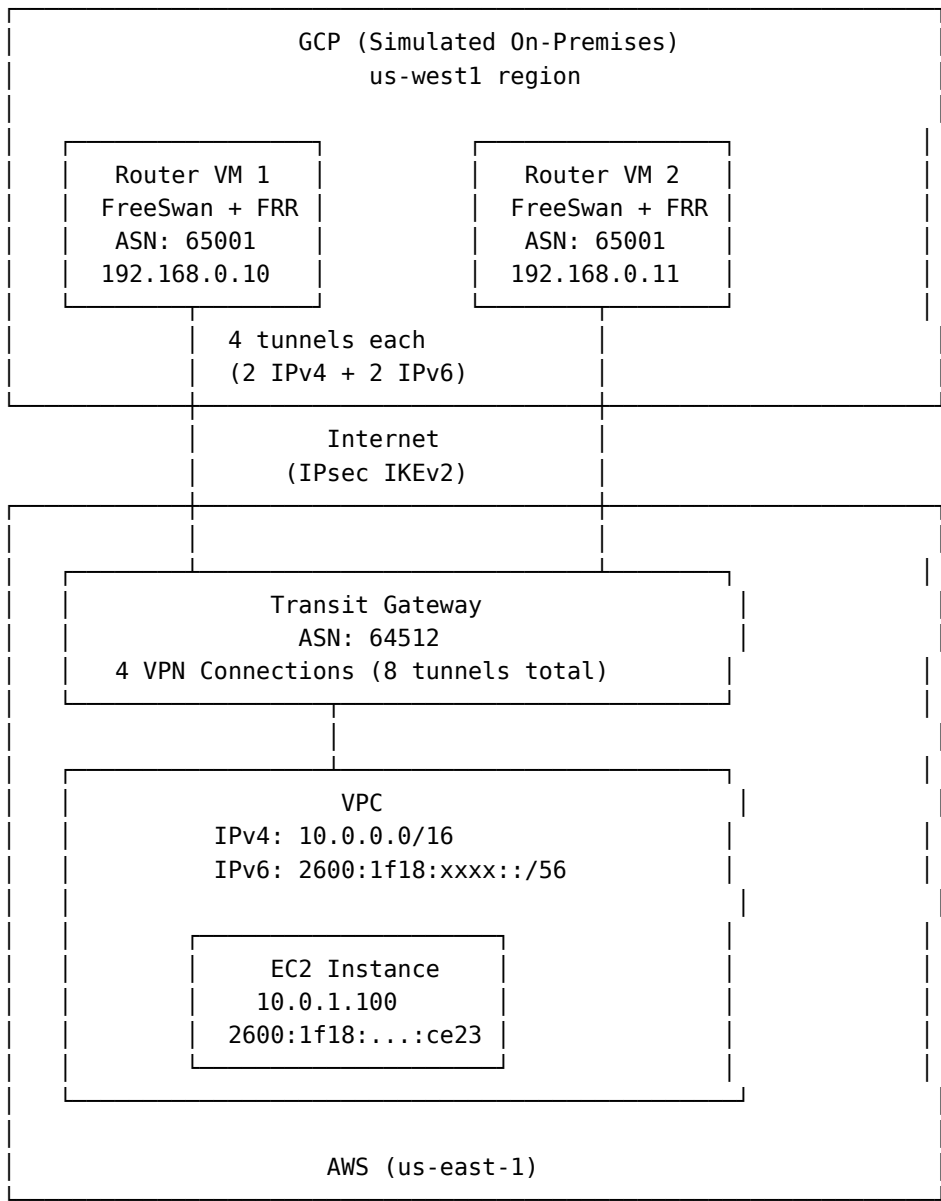 GCP (Simulated On-Premises)
us-west1 region
Router VM 1
FreeSwan + FRR
ASN: 65001
192.168.0.10
Router VM 2
FreeSwan + FRR
ASN: 65001
192.168.0.11
4 tunnels each
(2 IPv4 + 2 IPv6)
Internet
(IPsec IKEv2)
Transit Gateway
ASN: 64512
4 VPN Connections (8 tunnels total)
VPC
IPv4: 10.0.0.0/16
IPv6: 2600:1f18:xxxx::/56
EC2 Instance
10.0.1.100
2600:1f18:...:ce23
AWS (us-east-1)